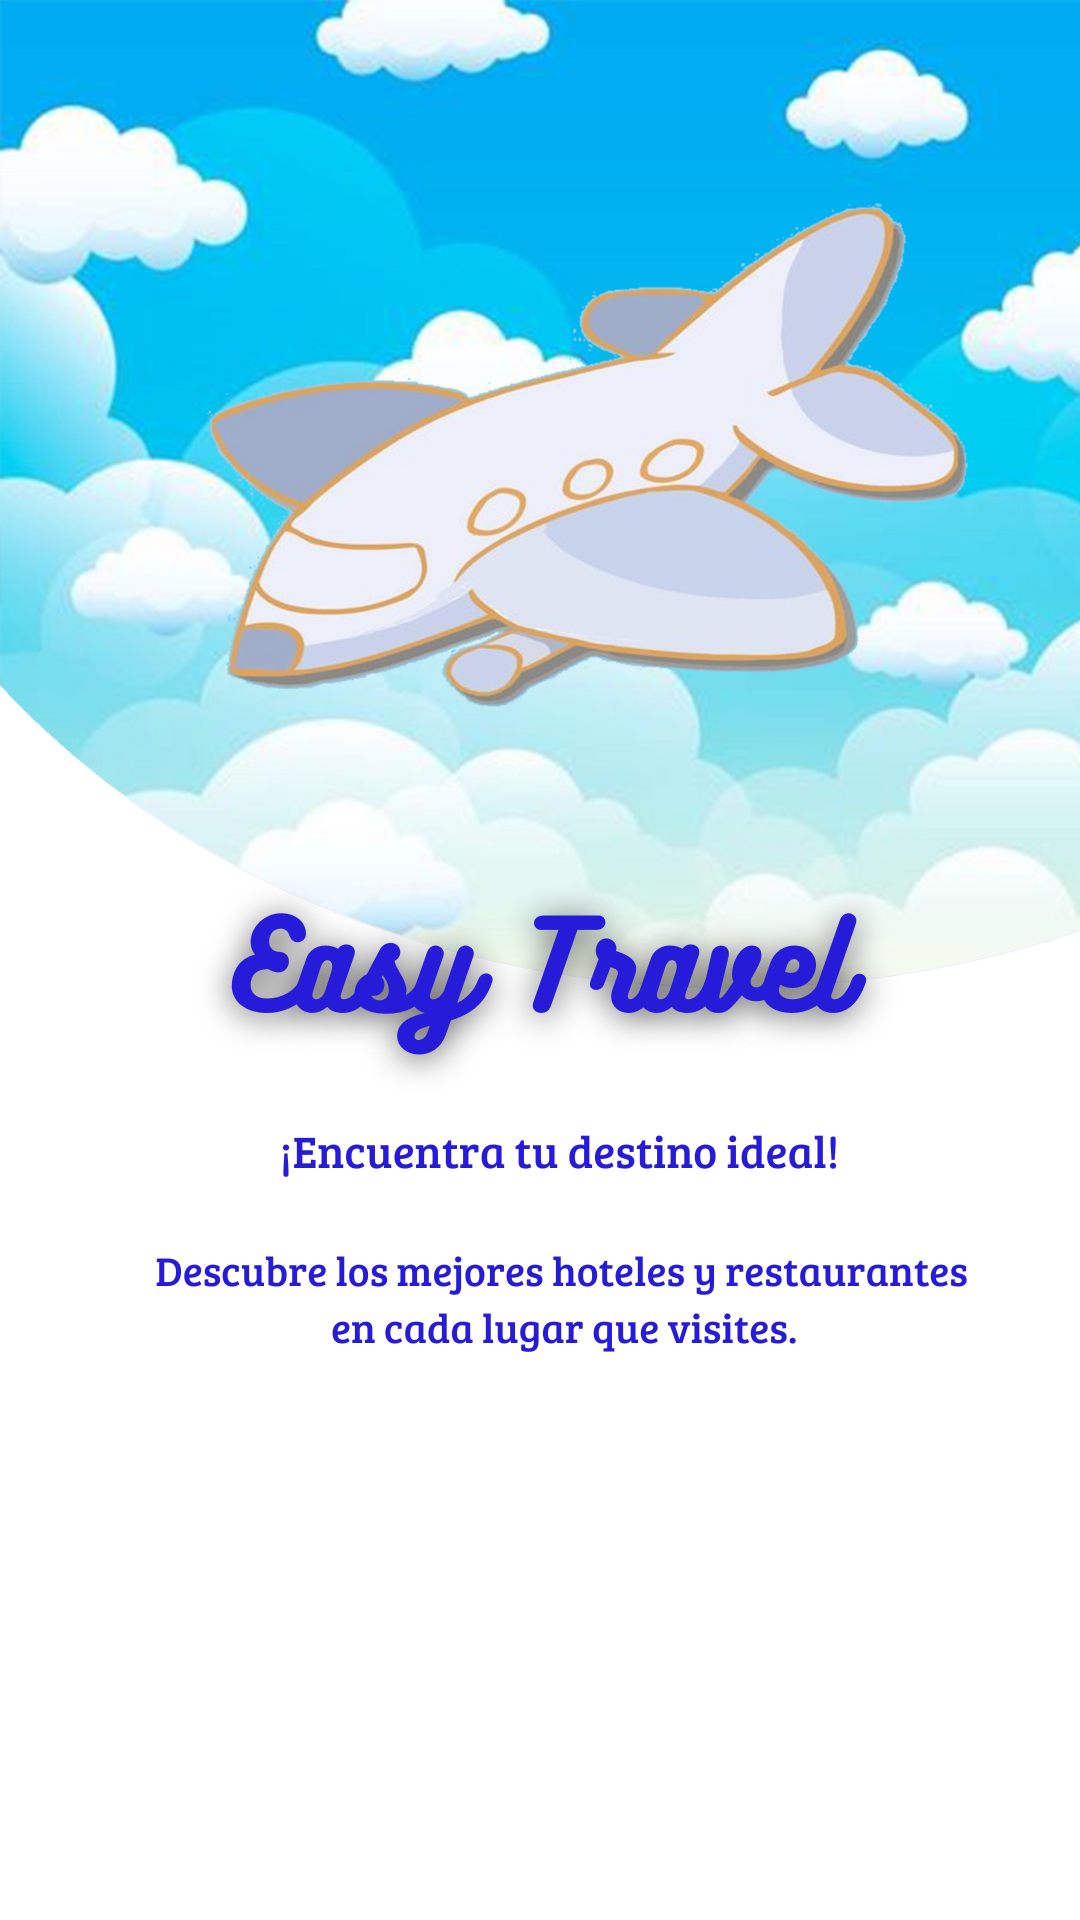 Easy Travel
¡Encuentra tu destino ideal!
Descubre los mejores hoteles y restaurantes
en cada lugar que visites.